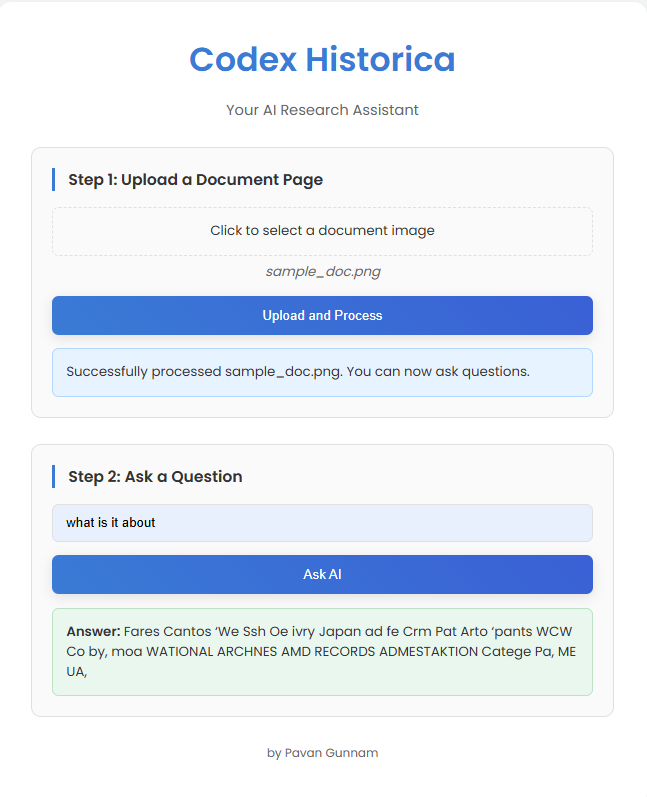 Codex Historica
Your AI Research Assistant
Step 1: Upload a Document Page
Click to select a document image
sample_doc.png
Upload and Process
Successfully processed sample_doc.png. You can now ask questions.
Step 2: Ask a Question
what is it about
Ask AI
Answer: Fares Cantos ‘We Ssh Oe ivry Japan ad fe Crm Pat Arto ‘pants WCW
Co by, moa WATIONAL ARCHNES AMD RECORDS ADMESTAKTION Catege Pa, ME
UA,
by Pavan Gunnam